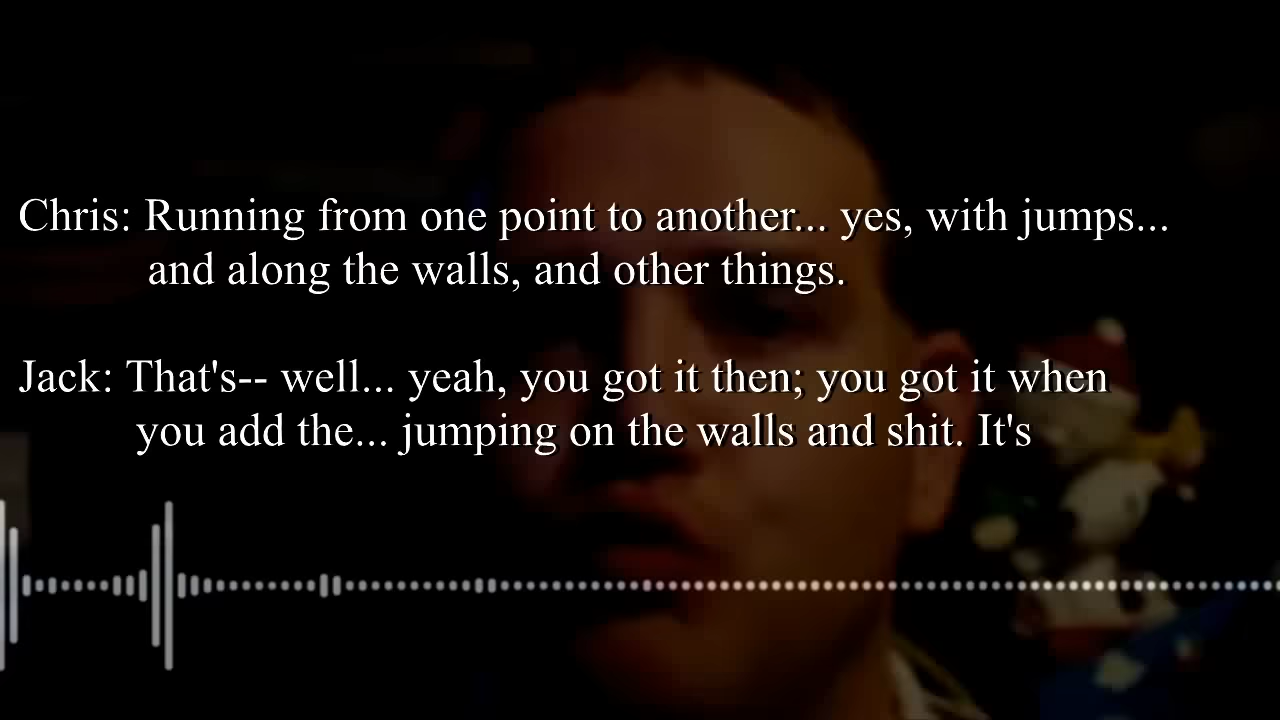 Chris: Running from one point to another... yes, with jumps...
and along the walls, and other things.
Jack: That's-- well... yeah, you got it then; you got it when
you add the... jumping on the walls and shit. It's